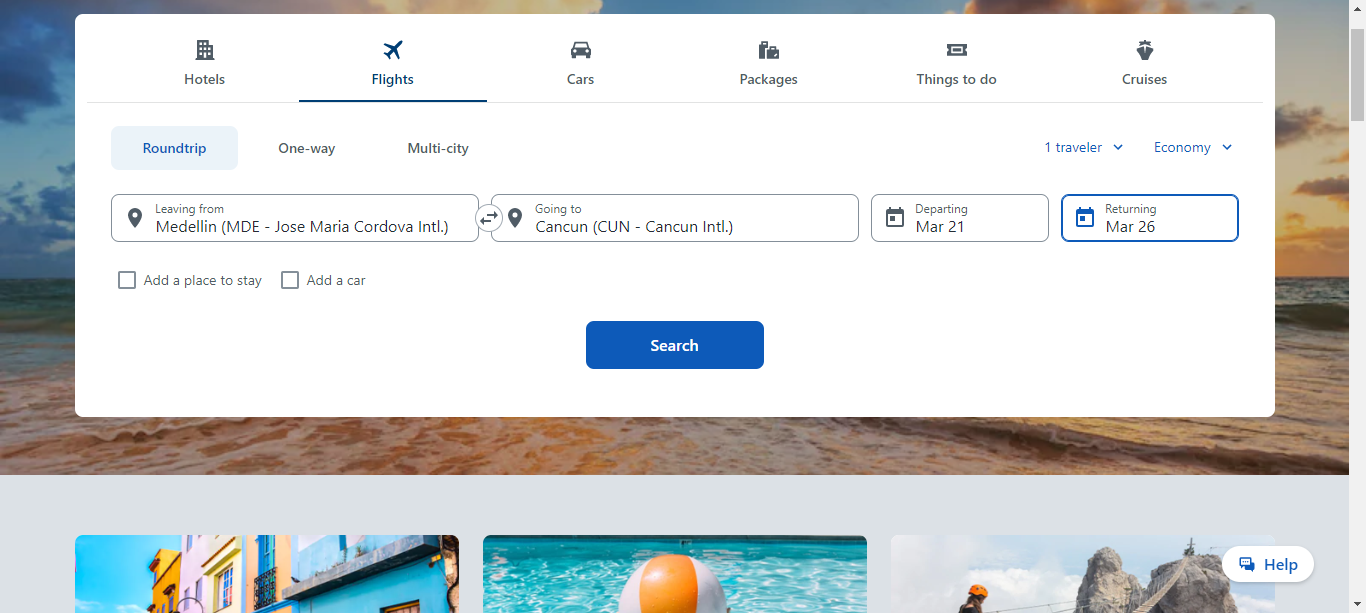 Hotels
Flights
Cars
Packages
Things to do
Cruises
Roundtrip
One-way
Multi-city
1 traveler
Economy
Leaving from
Medellin (MDE - Jose Maria Cordova Intl.)
Going to
Cancun (CUN - Cancun Intl.)
Departing
Mar 21
Returning
Mar 26
Add a place to stay
Add a car
Search
Help